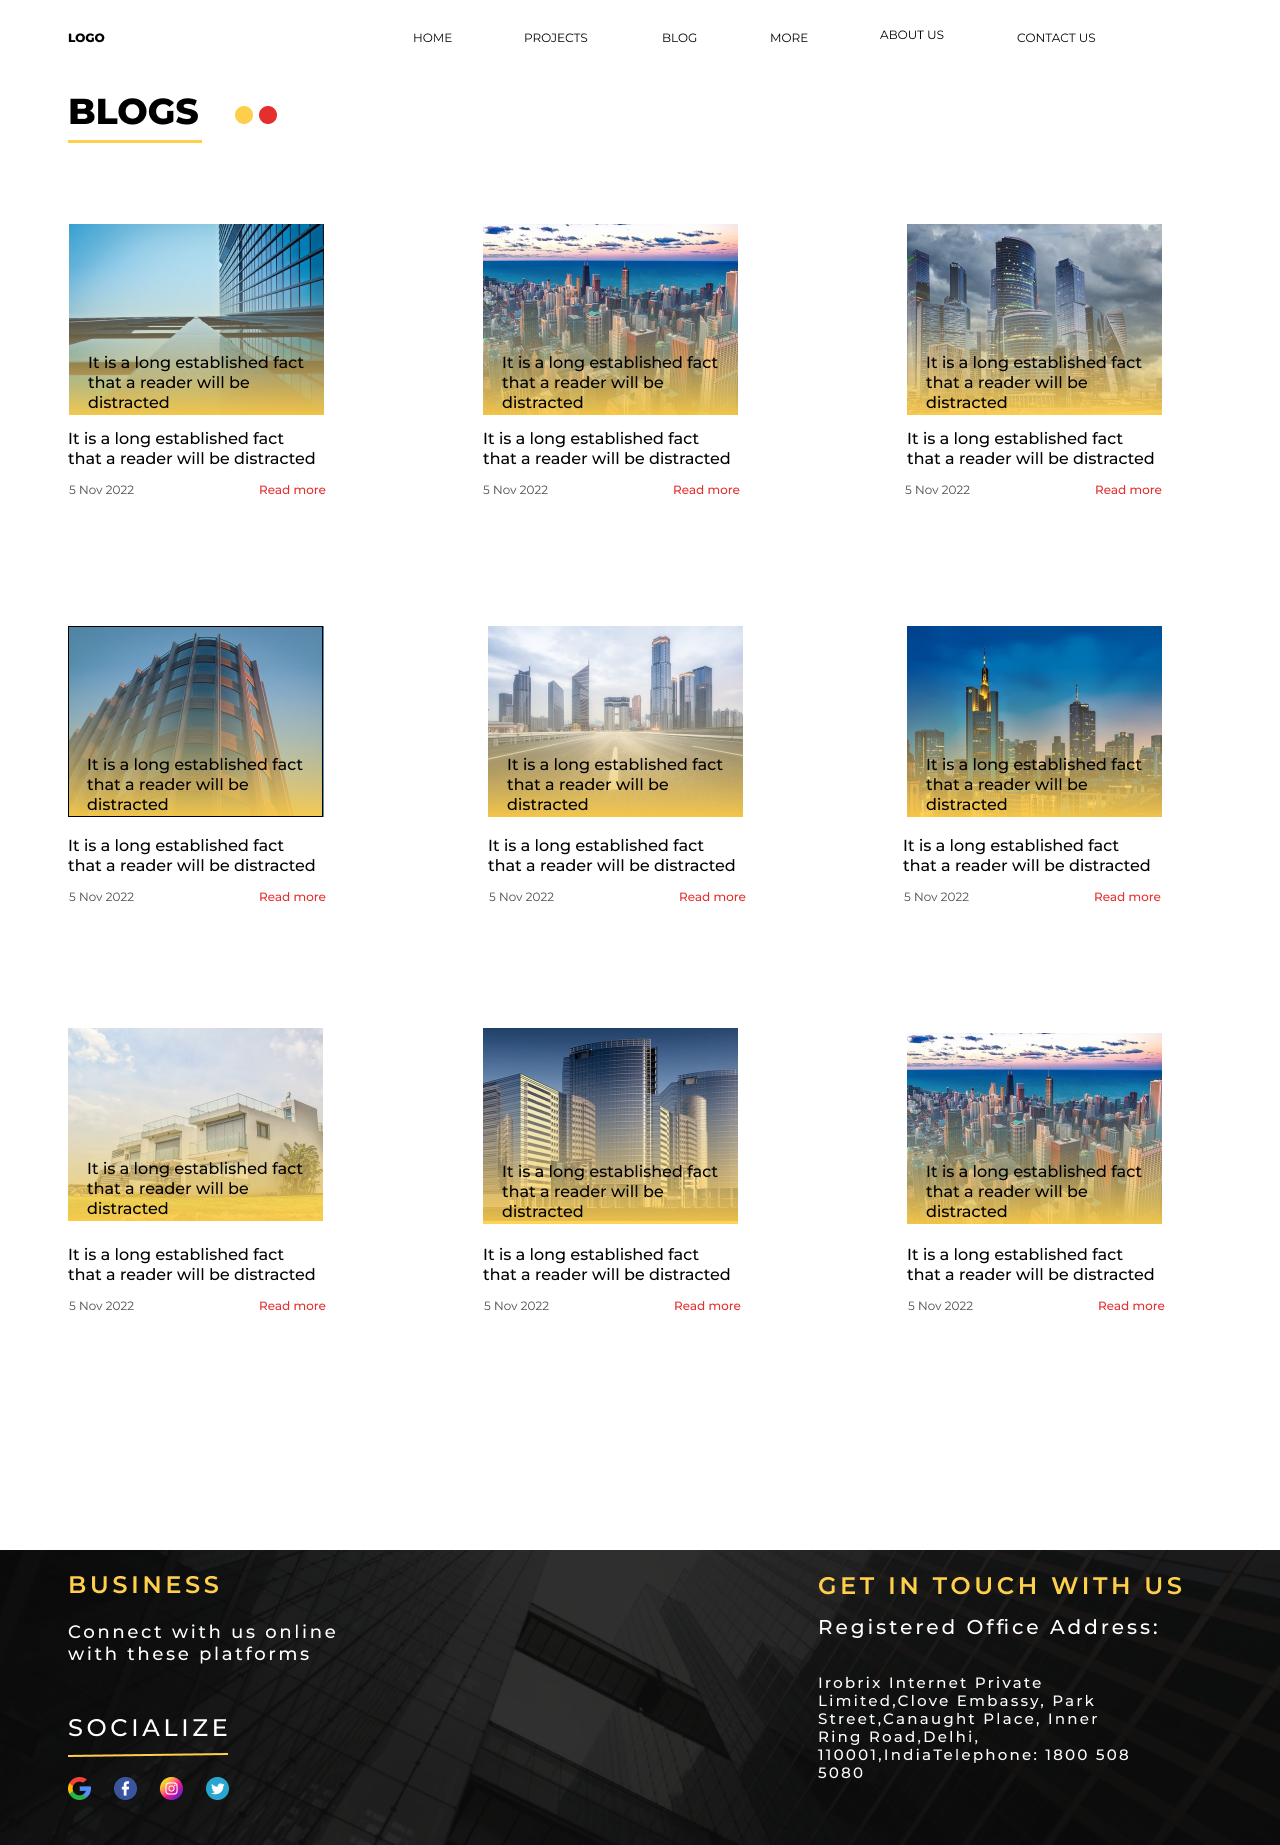 LOGO
HOME
PROJECTS
BLOG
MORE
ABOUT US
CONTACT US
BLOGS
It is a long established fact
that a reader will be
distracted
It is a long established fact
that a reader will be distracted
5 Nov 2022
Read more
It is a long established fact
that a reader will be
distracted
It is a long established fact
that a reader will be distracted
5 Nov 2022
Read more
It is a long established fact
that a reader will be
distracted
It is a long established fact
that a reader will be distracted
5 Nov 2022
Read more
It is a long established fact
that a reader will be
distracted
It is a long established fact
that a reader will be distracted
5 Nov 2022
Read more
It is a long established fact
that a reader will be
distracted
It is a long established fact
that a reader will be distracted
5 Nov 2022
Read more
It is a long established fact
that a reader will be
distracted
It is a long established fact
that a reader will be distracted
5 Nov 2022
Read more
It is a long established fact
that a reader will be
distracted
It is a long established fact
that a reader will be distracted
5 Nov 2022
Read more
It is a long established fact
that a reader will be
distracted
It is a long established fact
that a reader will be distracted
5 Nov 2022
Read more
It is a long established fact
that a reader will be
distracted
It is a long established fact
that a reader will be distracted
5 Nov 2022
Read more
BUSINESS
Connect with us online
with these platforms
SOCIALIZE
GET IN TOUCH WITH US
Registered Office Address:
Irobrix Internet Private
Limited,Clove Embassy, Park
Street,Canaught Place, Inner
Ring Road,Delhi,
110001,IndiaTelephone: 1800 508
5080